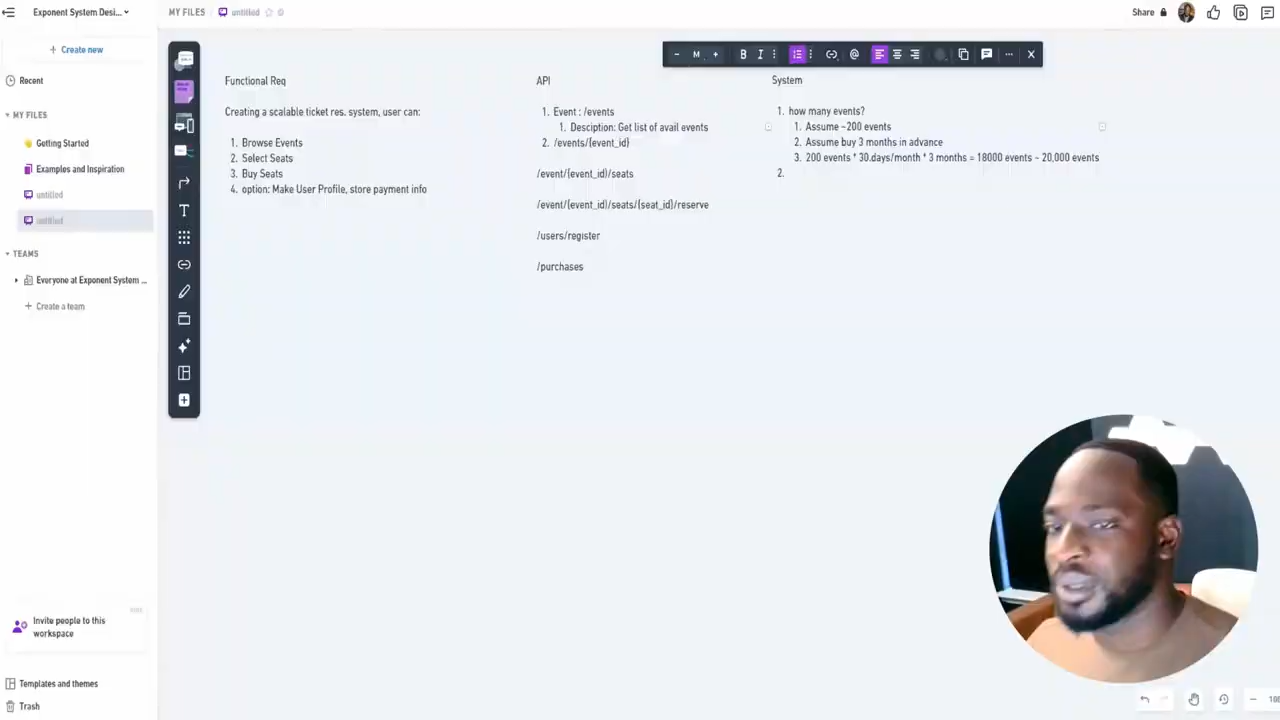 Exponent System Desi...
MY FILES / untitled
Share
+ Create new
Recent
MY FILES
Getting Started
Examples and Inspiration
untitled
untitled
TEAMS
Everyone at Exponent System ...
+ Create a team
Invite people to this
workspace
Templates and themes
Trash
− M + B I @ ...
Functional Req
Creating a scalable ticket res. system, user can:
1. Browse Events
2. Select Seats
3. Buy Seats
4. option: Make User Profile, store payment info
API
1. Event : /events
1. Desciption: Get list of avail events
2. /events/{event_id}
/event/{event_id}/seats
/event/{event_id}/seats/{seat_id}/reserve
/users/register
/purchases
System
1. how many events?
1. Assume ~200 events
2. Assume buy 3 months in advance
3. 200 events * 30.days/month * 3 months = 18000 events ~ 20,000 events
2.